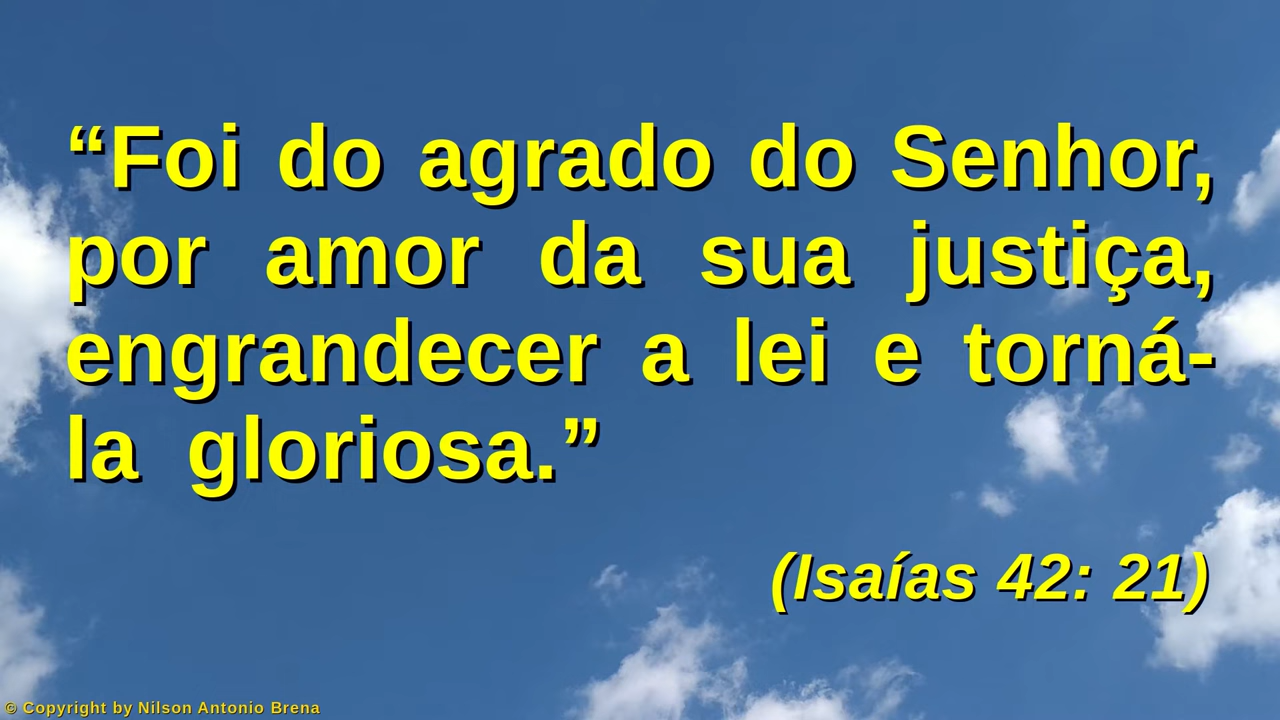 “Foi do agrado do Senhor,
por amor da sua justiça,
engrandecer a lei e torná-
la gloriosa.”
(Isaías 42: 21)
© Copyright by Nilson Antonio Brena